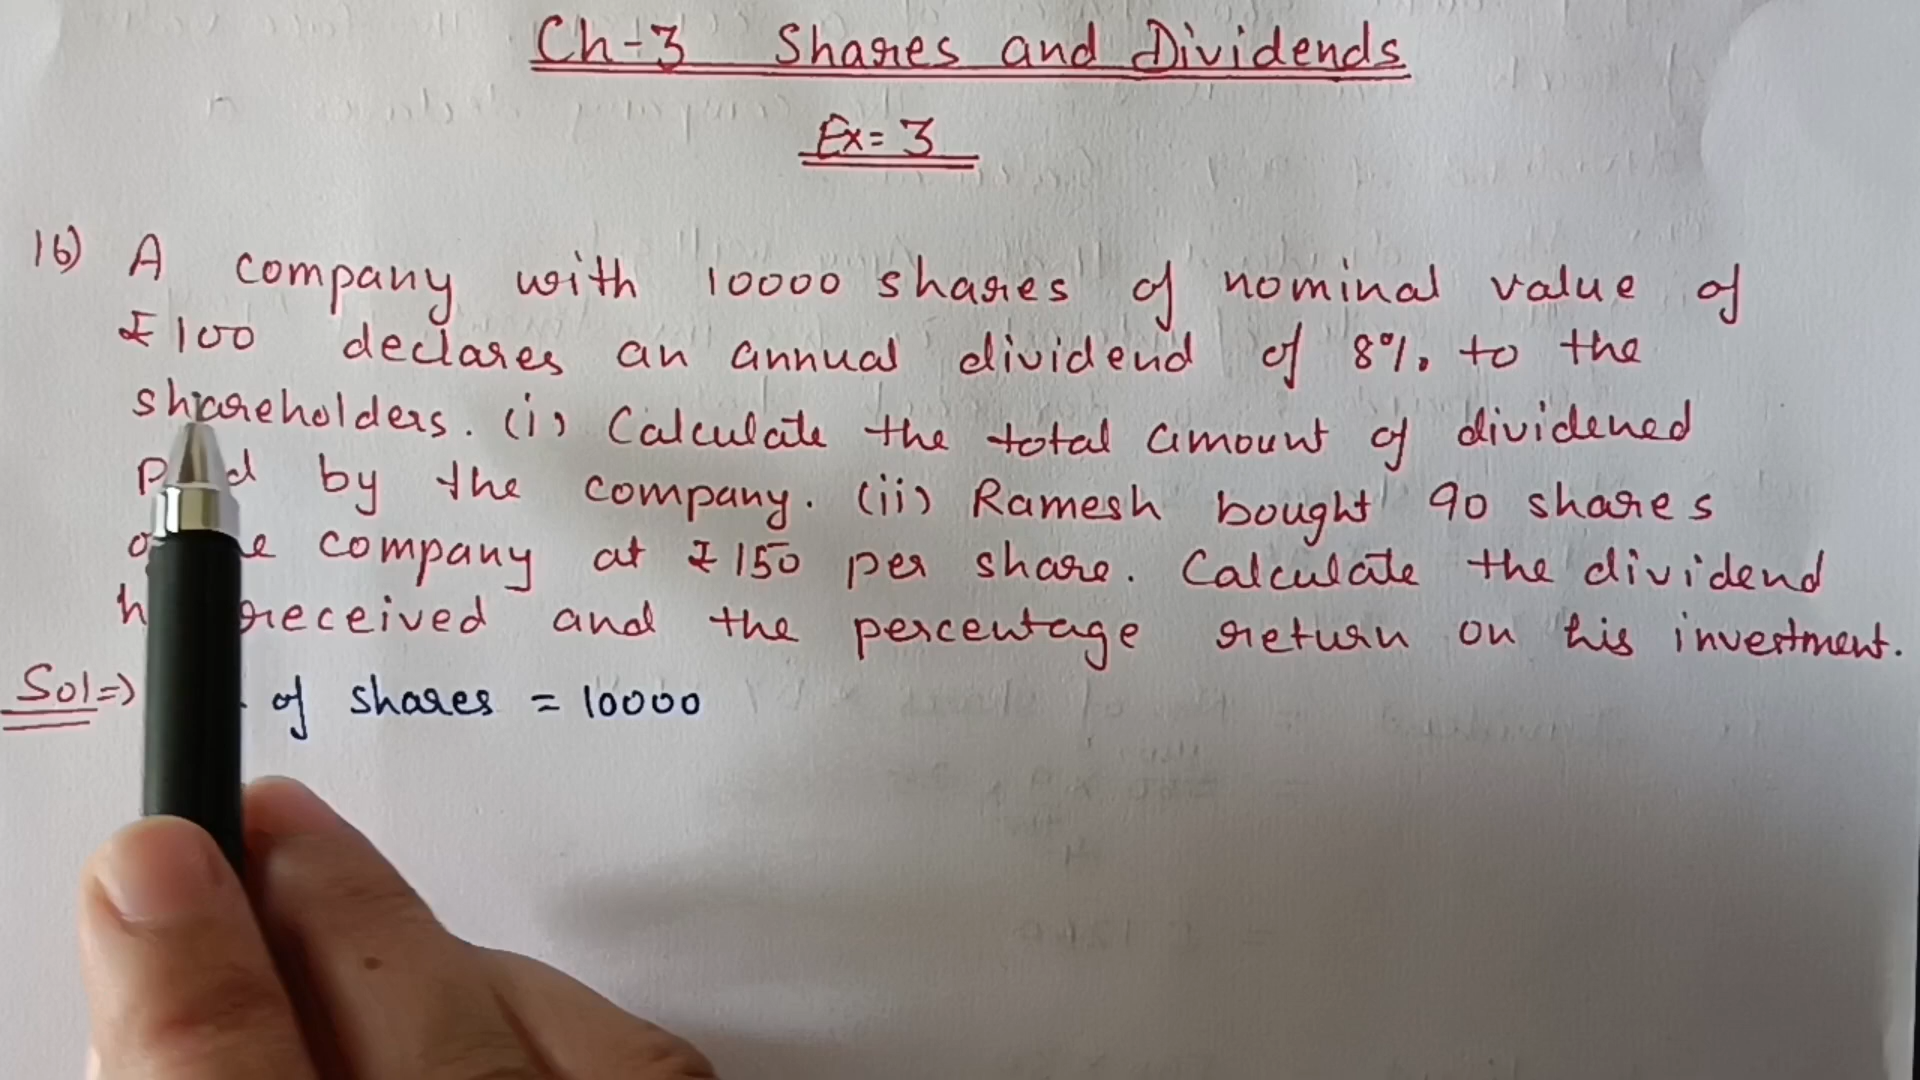 Ch-3 Shares and Dividends
Ex=3
16) A company with 10000 shares of nominal value of
₹100 declares an annual dividend of 8% to the
shareholders. (i) Calculate the total amount of dividened
by the company. (ii) Ramesh bought 90 shares
company at ₹150 per share. Calculate the dividend
received and the percentage return on his investment.
Sol=> of shares = 10000